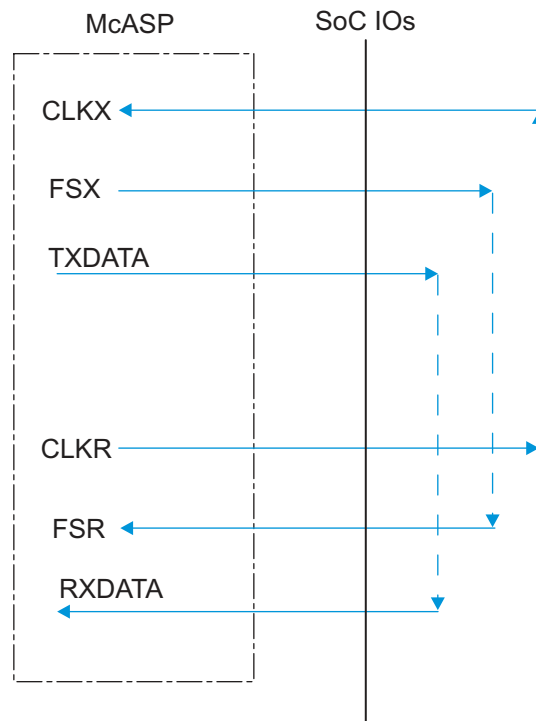 McASP
SoC IOs
CLKX
FSX
TXDATA
CLKR
FSR
RXDATA